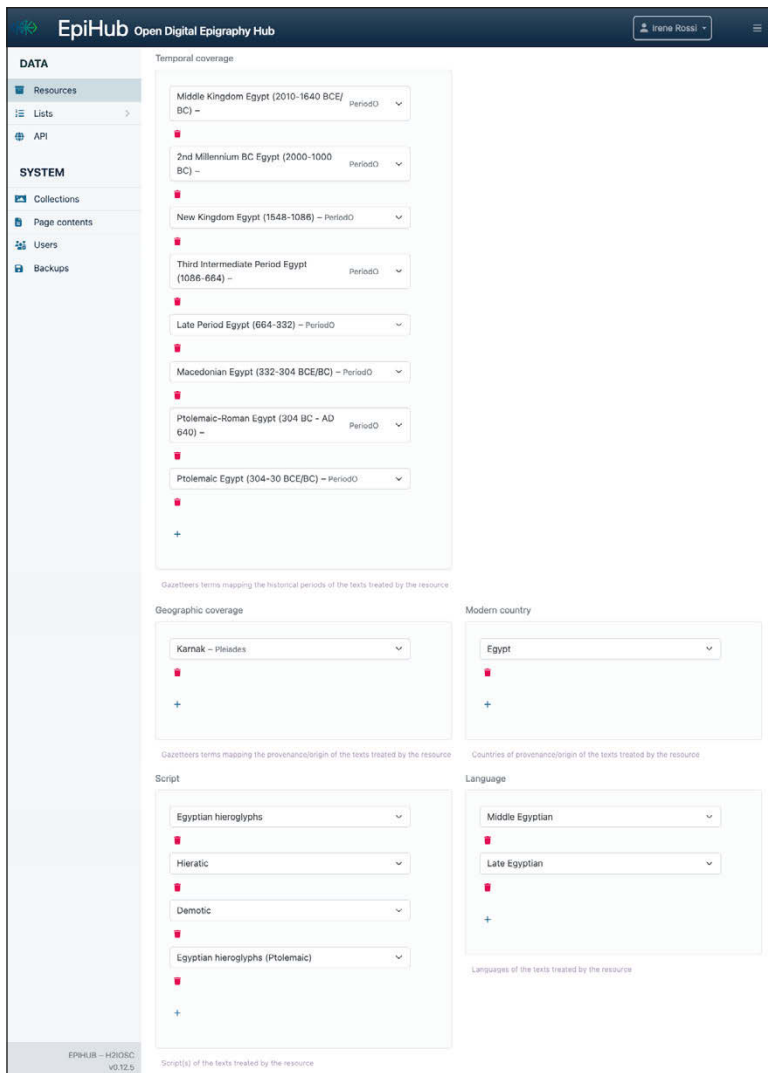 EpiHub Open Digital Epigraphy Hub
Irene Rossi
DATA
Resources
Lists
API
SYSTEM
Collections
Page contents
Users
Backups
Temporal coverage
Middle Kingdom Egypt (2010-1640 BCE/
BC) – PeriodO
2nd Millennium BC Egypt (2000-1000
BC) – PeriodO
New Kingdom Egypt (1548-1086) – PeriodO
Third Intermediate Period Egypt
(1086-664) – PeriodO
Late Period Egypt (664-332) – PeriodO
Macedonian Egypt (332-304 BCE/BC) – PeriodO
Ptolemaic-Roman Egypt (304 BC - AD
640) – PeriodO
Ptolemaic Egypt (304-30 BCE/BC) – PeriodO
+
Gazetteers terms mapping the historical periods of the texts treated by the resource
Geographic coverage
Karnak – Pleiades
+
Gazetteers terms mapping the provenance/origin of the texts treated by the resource
Modern country
Egypt
+
Countries of provenance/origin of the texts treated by the resource
Script
Egyptian hieroglyphs
Hieratic
Demotic
Egyptian hieroglyphs (Ptolemaic)
+
Script(s) of the texts treated by the resource
Language
Middle Egyptian
Late Egyptian
+
Languages of the texts treated by the resource
EPIHUB – H2IOSC
v0.12.5